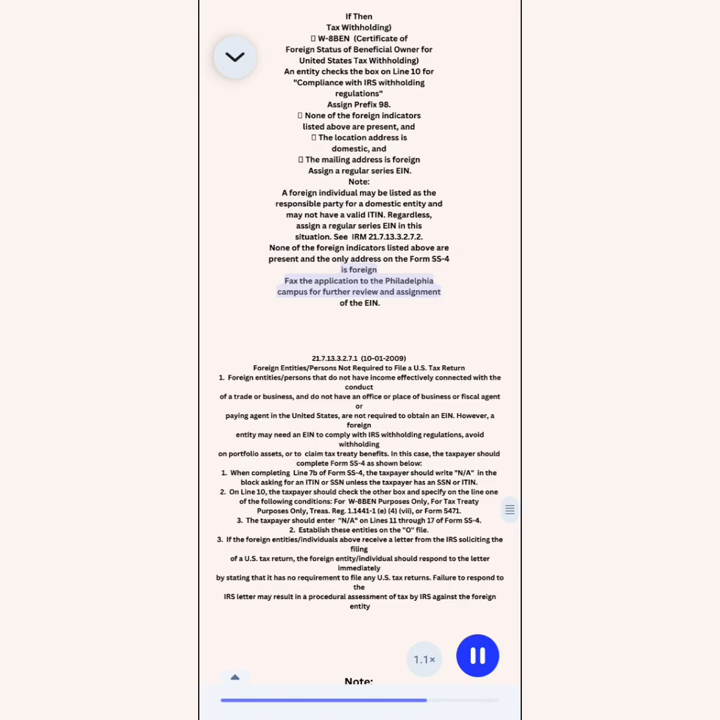 If Then
Tax Withholding)
▯ W-8BEN (Certificate of
Foreign Status of Beneficial Owner for
United States Tax Withholding)
An entity checks the box on Line 10 for
"Compliance with IRS withholding
regulations"
Assign Prefix 98.
▯ None of the foreign indicators
listed above are present, and
▯ The location address is
domestic, and
▯ The mailing address is foreign
Assign a regular series EIN.
Note:
A foreign individual may be listed as the
responsible party for a domestic entity and
may not have a valid ITIN. Regardless,
assign a regular series EIN in this
situation. See IRM 21.7.13.3.2.7.2.
None of the foreign indicators listed above are
present and the only address on the Form SS-4
is foreign
Fax the application to the Philadelphia
campus for further review and assignment
of the EIN.
21.7.13.3.2.7.1 (10-01-2009)
Foreign Entities/Persons Not Required to File a U.S. Tax Return
1. Foreign entities/persons that do not have income effectively connected with the
conduct
of a trade or business, and do not have an office or place of business or fiscal agent
or
paying agent in the United States, are not required to obtain an EIN. However, a
foreign
entity may need an EIN to comply with IRS withholding regulations, avoid
withholding
on portfolio assets, or to claim tax treaty benefits. In this case, the taxpayer should
complete Form SS-4 as shown below:
1. When completing Line 7b of Form SS-4, the taxpayer should write "N/A" in the
block asking for an ITIN or SSN unless the taxpayer has an SSN or ITIN.
2. On Line 10, the taxpayer should check the other box and specify on the line one
of the following conditions: For W-8BEN Purposes Only, For Tax Treaty
Purposes Only, Treas. Reg. 1.1441-1 (e) (4) (vii), or Form 5471.
3. The taxpayer should enter "N/A" on Lines 11 through 17 of Form SS-4.
2. Establish these entities on the "O" file.
3. If the foreign entities/individuals above receive a letter from the IRS soliciting the
filing
of a U.S. tax return, the foreign entity/individual should respond to the letter
immediately
by stating that it has no requirement to file any U.S. tax returns. Failure to respond to
the
IRS letter may result in a procedural assessment of tax by IRS against the foreign
entity
1.1×
Note: